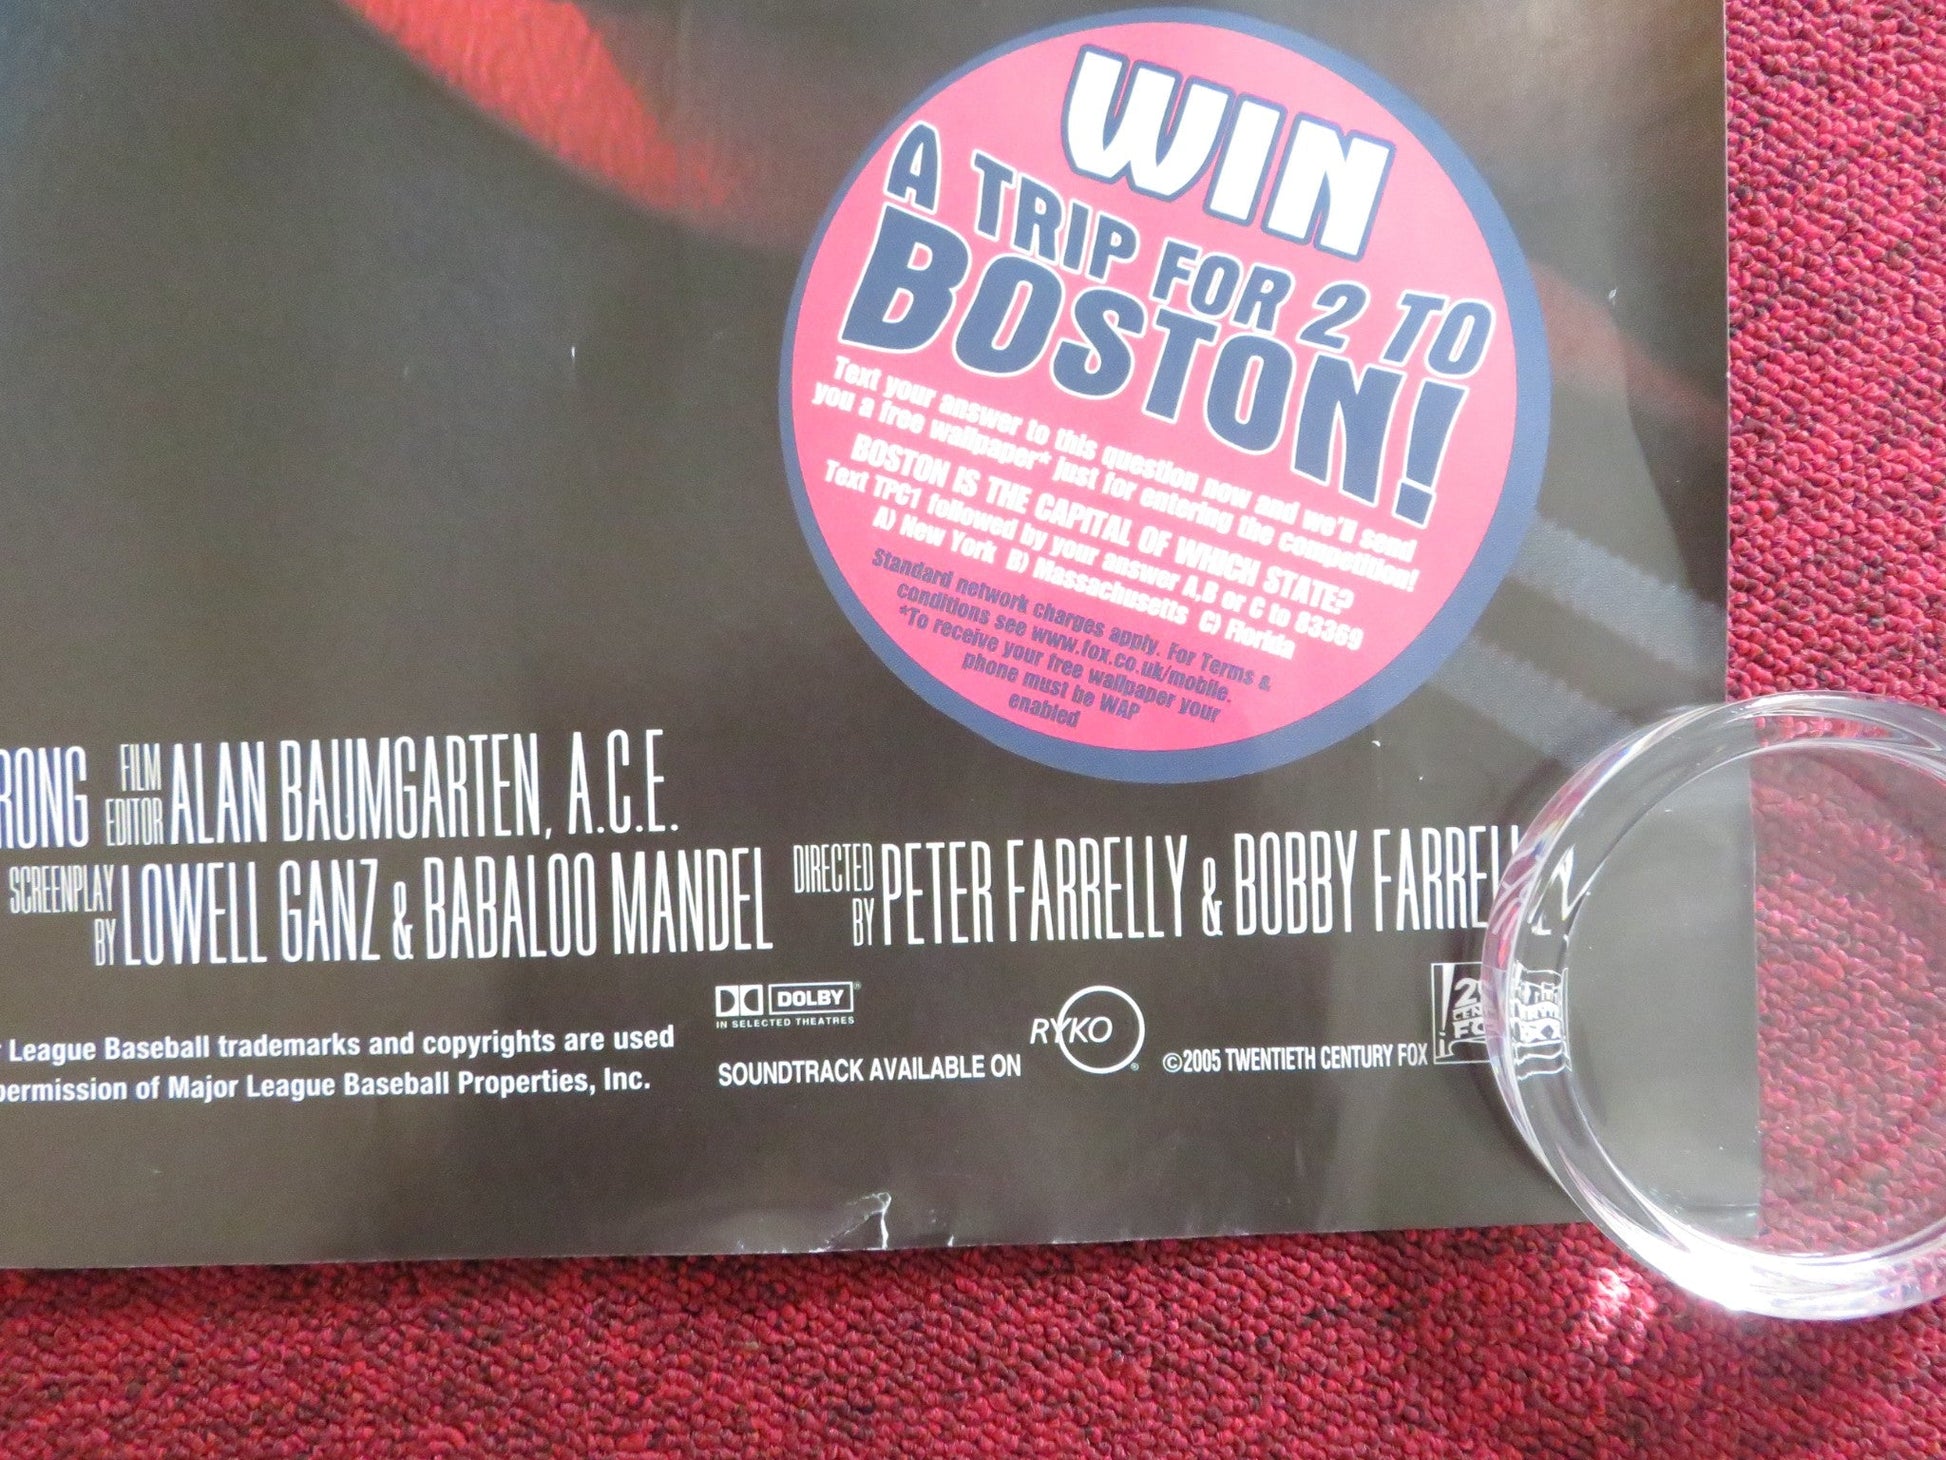 WIN
A TRIP FOR 2 TO
BOSTON!
Text your answer to this question now and we'll send
you a free wallpaper* just for entering the competition!
BOSTON IS THE CAPITAL OF WHICH STATE?
Text TPC1 followed by your answer A,B or C to 83369
A) New York B) Massachusetts C) Florida
Standard network charges apply. For Terms &
conditions see www.fox.co.uk/mobile.
*To receive your free wallpaper your
phone must be WAP
enabled
RONG FILM EDITOR ALAN BAUMGARTEN, A.C.E.
SCREENPLAY BY LOWELL GANZ & BABALOO MANDEL DIRECTED BY PETER FARRELLY & BOBBY FARREL
League Baseball trademarks and copyrights are used
permission of Major League Baseball Properties, Inc.
DOLBY®
IN SELECTED THEATRES
SOUNDTRACK AVAILABLE ON RYKO®
©2005 TWENTIETH CENTURY FOX